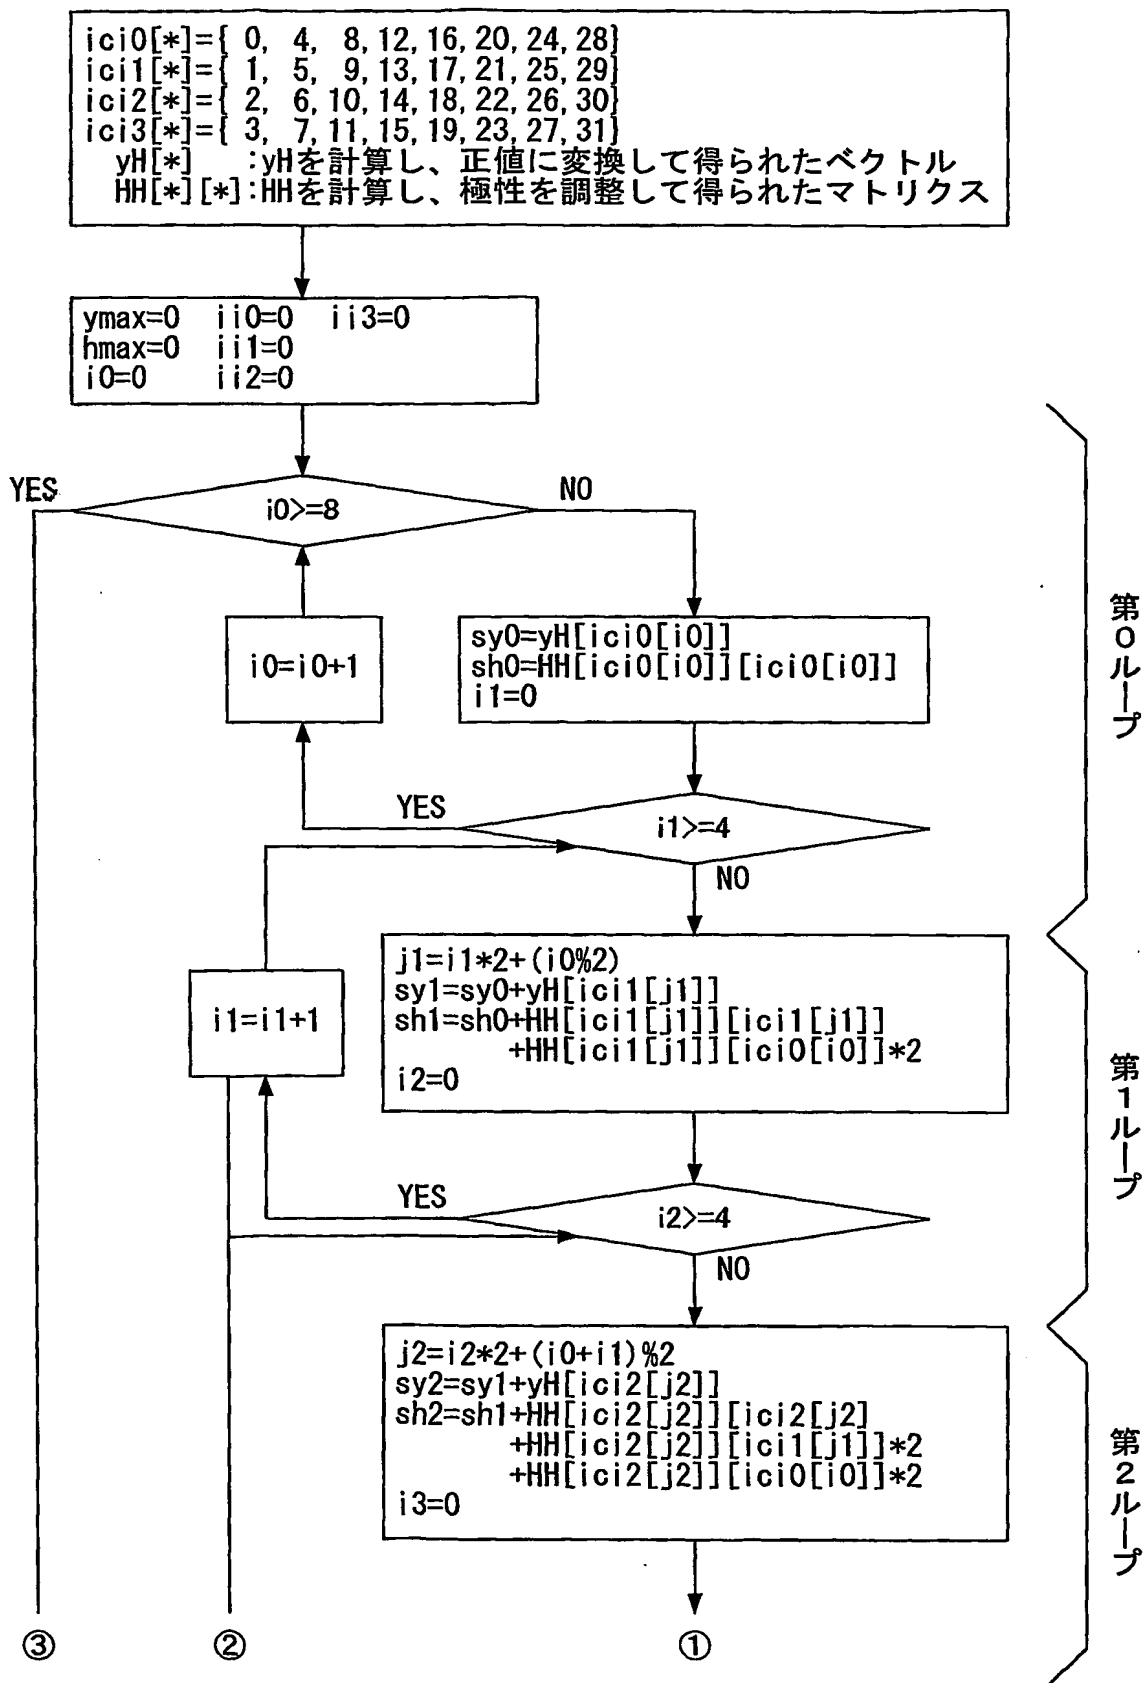 ici0[*]={ 0, 4, 8,12,16,20,24,28}
ici1[*]={ 1, 5, 9,13,17,21,25,29}
ici2[*]={ 2, 6,10,14,18,22,26,30}
ici3[*]={ 3, 7,11,15,19,23,27,31}
yH[*] :yHを計算し、正値に変換して得られたベクトル
HH[*][*]:HHを計算し、極性を調整して得られたマトリクス
ymax=0 ii0=0 ii3=0
hmax=0 ii1=0
i0=0 ii2=0
YES
i0>=8
NO
i0=i0+1
sy0=yH[ici0[i0]]
sh0=HH[ici0[i0]][ici0[i0]]
i1=0
YES
i1>=4
NO
第0ループ
i1=i1+1
j1=i1*2+(i0%2)
sy1=sy0+yH[ici1[j1]]
sh1=sh0+HH[ici1[j1]][ici1[j1]]
+HH[ici1[j1]][ici0[i0]]*2
i2=0
YES
i2>=4
NO
第1ループ
j2=i2*2+(i0+i1)%2
sy2=sy1+yH[ici2[j2]]
sh2=sh1+HH[ici2[j2]][ici2[j2]
+HH[ici2[j2]][ici1[j1]]*2
+HH[ici2[j2]][ici0[i0]]*2
i3=0
第2ループ
③
②
①